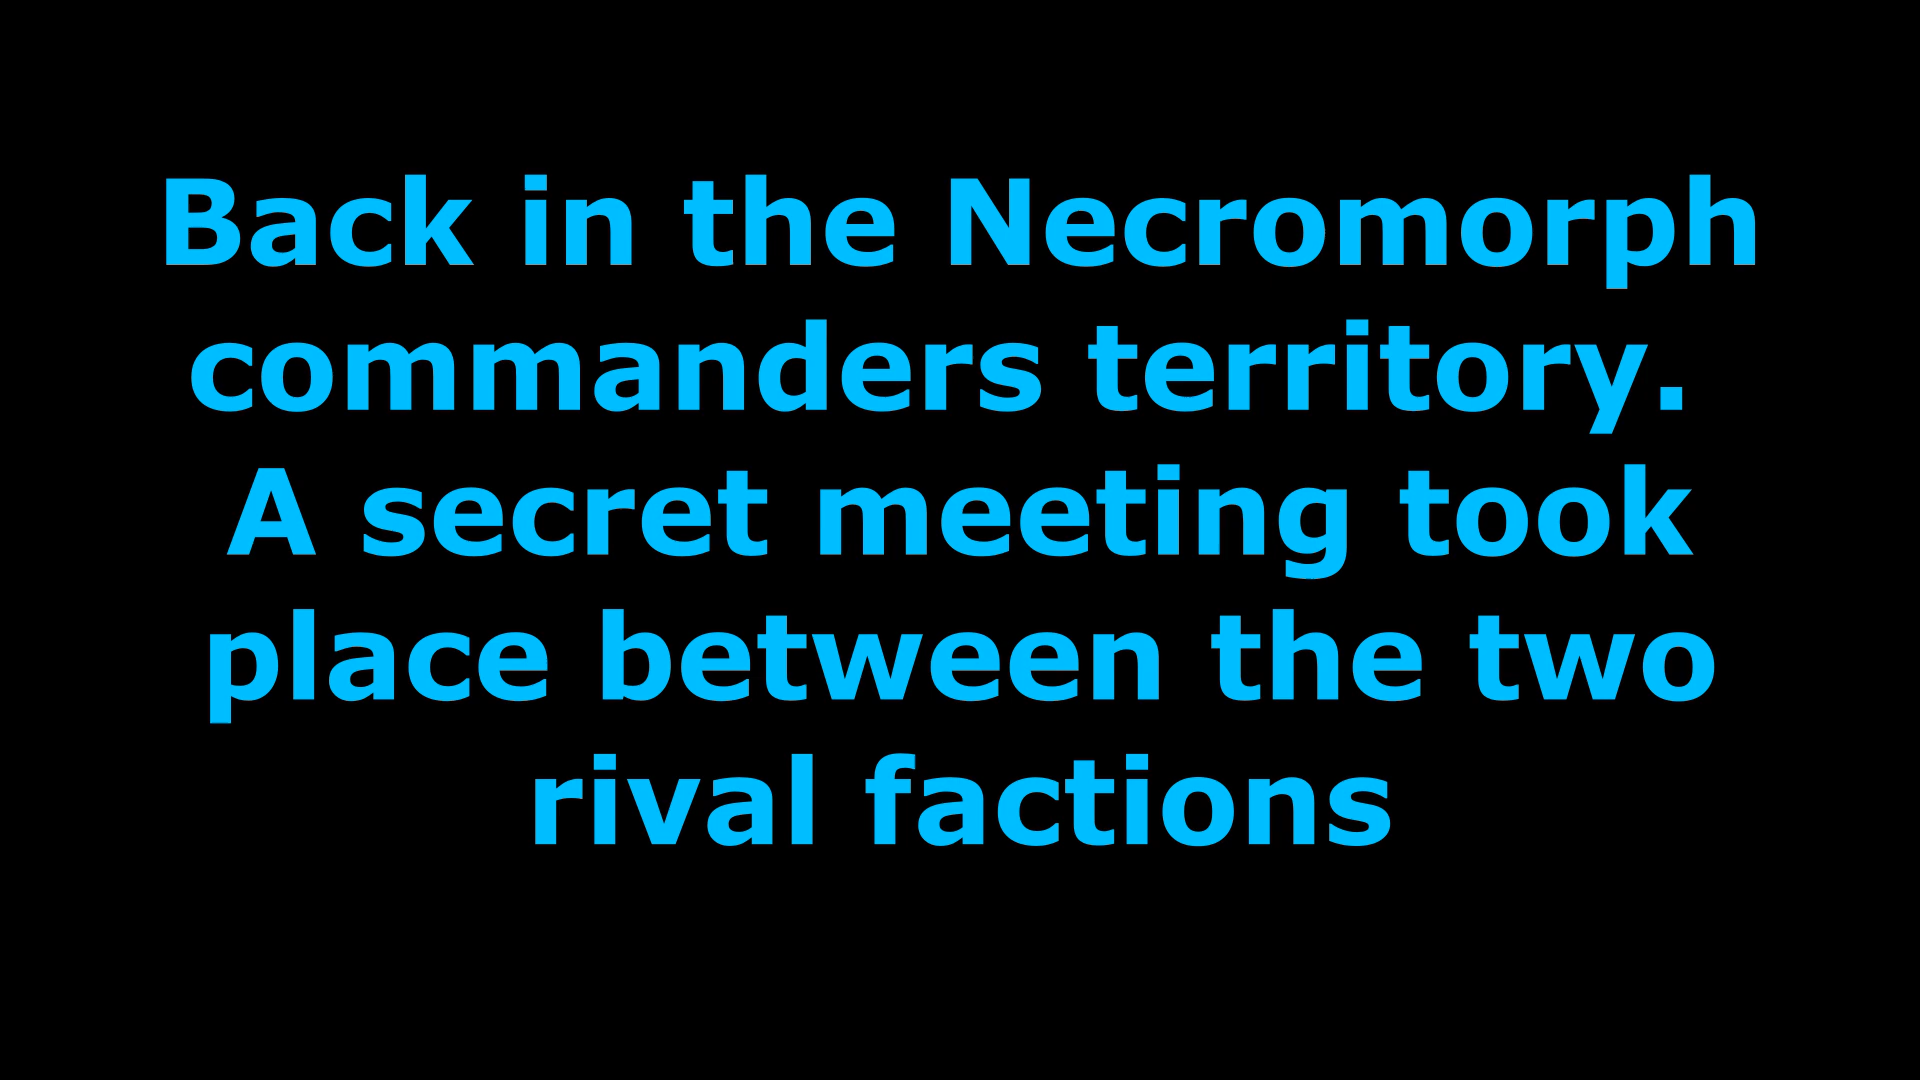 Back in the Necromorph
commanders territory.
A secret meeting took
place between the two
rival factions